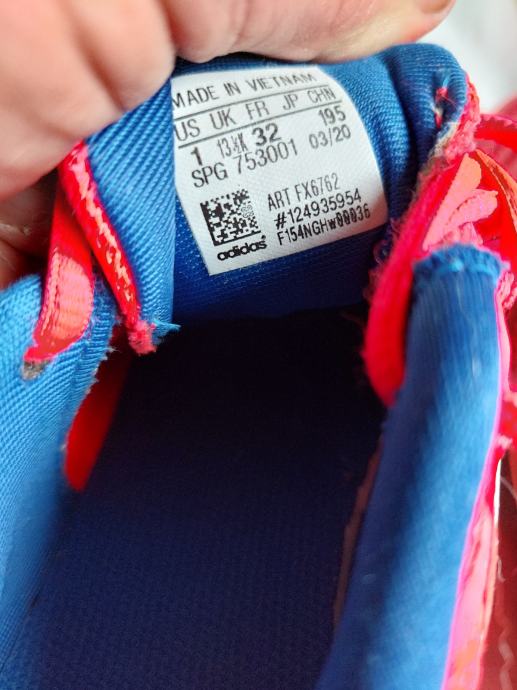 MADE IN VIETNAM
US UK FR JP CHN
1 13½K 32 195
SPG 753001 03/20
ART FX6762
#124935954
F154NGHW00036
adidas